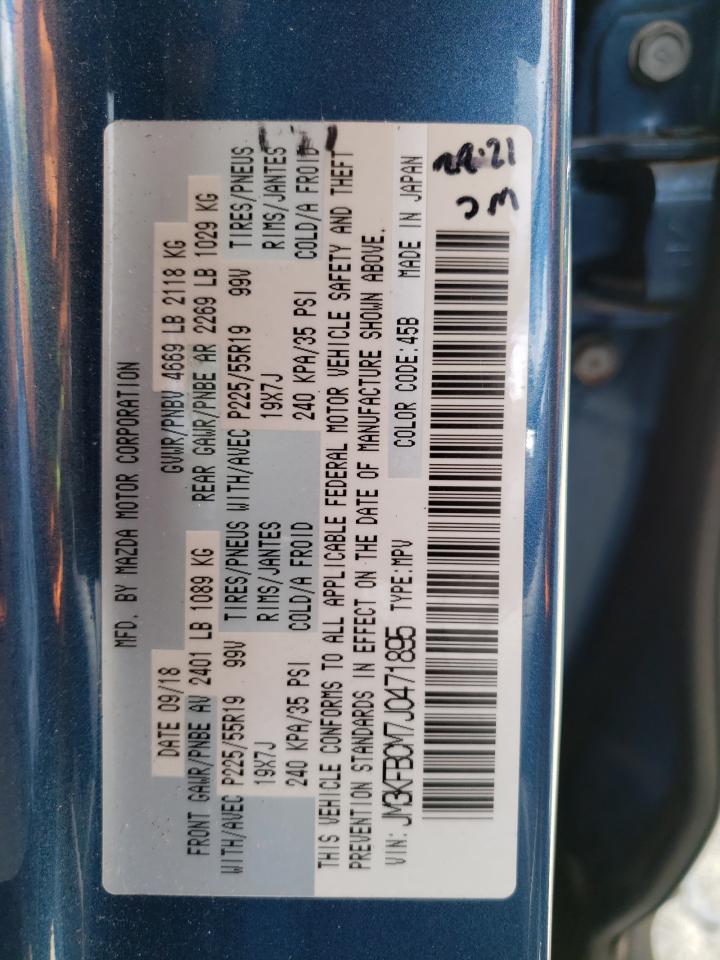 MFD. BY MAZDA MOTOR CORPORATION
DATE 09/18 GVWR/PNBV 4669 LB 2118 KG
FRONT GAWR/PNBE AV 2401 LB 1089 KG REAR GAWR/PNBE AR 2269 LB 1029 KG
WITH/AVEC P225/55R19 99V TIRES/PNEUS WITH/AVEC P225/55R19 99V TIRES/PNEUS
19X7J RIMS/JANTES 19X7J RIMS/JANTES
240 KPA/35 PSI COLD/A FROID 240 KPA/35 PSI COLD/A FROID
THIS VEHICLE CONFORMS TO ALL APPLICABLE FEDERAL MOTOR VEHICLE SAFETY AND THEFT
PREVENTION STANDARDS IN EFFECT ON THE DATE OF MANUFACTURE SHOWN ABOVE.
VIN: JM3KFBCM7J0471895 TYPE:MPV COLOR CODE:45B MADE IN JAPAN